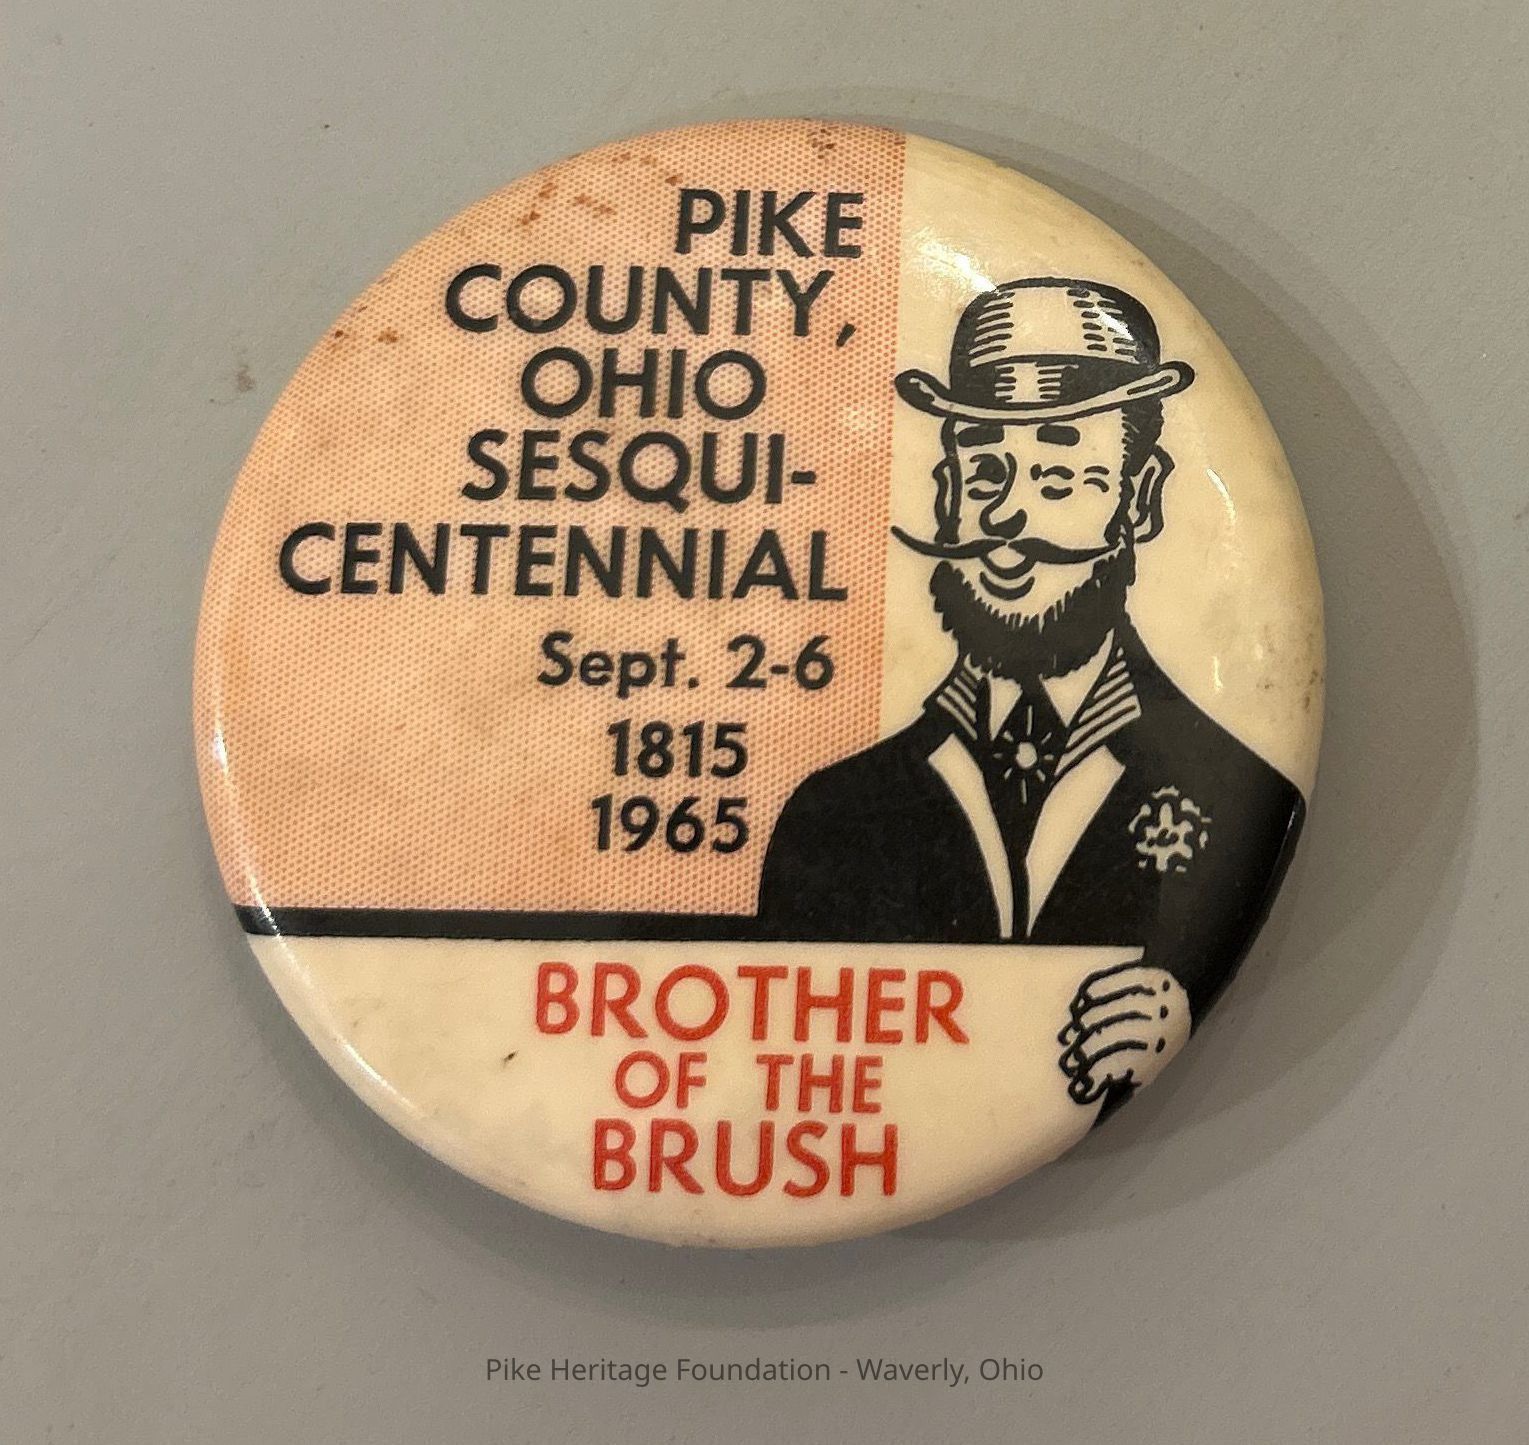 PIKE
COUNTY,
OHIO
SESQUI-
CENTENNIAL
Sept. 2-6
1815
1965
BROTHER
OF THE
BRUSH
Pike Heritage Foundation - Waverly, Ohio